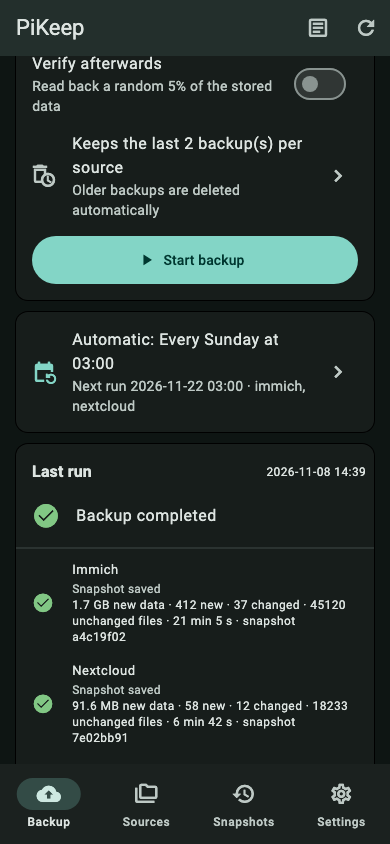 PiKeep
Verify afterwards
Read back a random 5% of the stored
data
Keeps the last 2 backup(s) per
source
Older backups are deleted
automatically
Start backup
Automatic: Every Sunday at
03:00
Next run 2026-11-22 03:00 · immich,
nextcloud
Last run
2026-11-08 14:39
Backup completed
Immich
Snapshot saved
1.7 GB new data · 412 new · 37 changed · 45120
unchanged files · 21 min 5 s · snapshot
a4c19f02
Nextcloud
Snapshot saved
91.6 MB new data · 58 new · 12 changed · 18233
unchanged files · 6 min 42 s · snapshot
7e02bb91
Backup
Sources
Snapshots
Settings